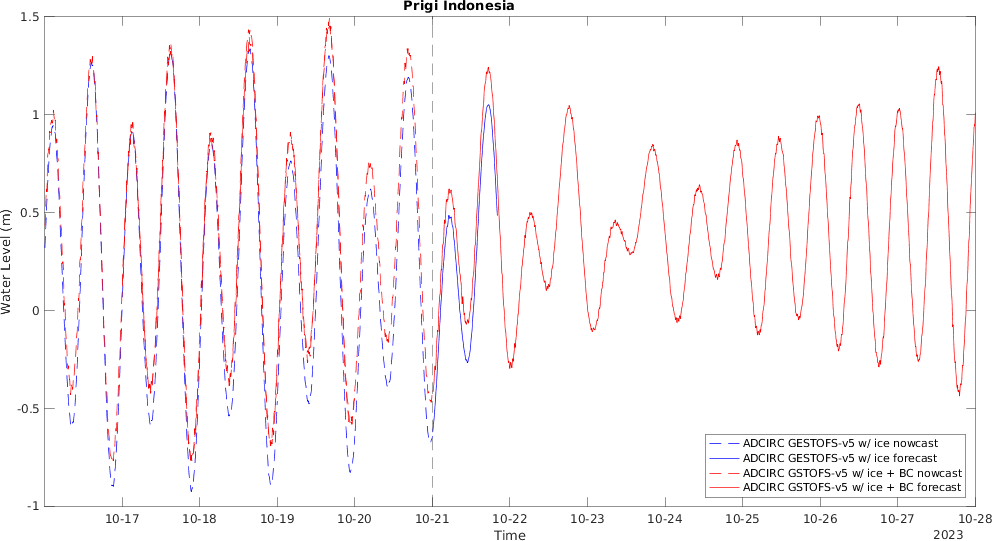 Prigi Indonesia
1.5
1
0.5
0
-0.5
-1
Water Level (m)
ADCIRC GESTOFS-v5 w/ ice nowcast
ADCIRC GESTOFS-v5 w/ ice forecast
ADCIRC GSTOFS-v5 w/ ice + BC nowcast
ADCIRC GSTOFS-v5 w/ ice + BC forecast
10-17 10-18 10-19 10-20 10-21 10-22 10-23 10-24 10-25 10-26 10-27 10-28
Time
2023